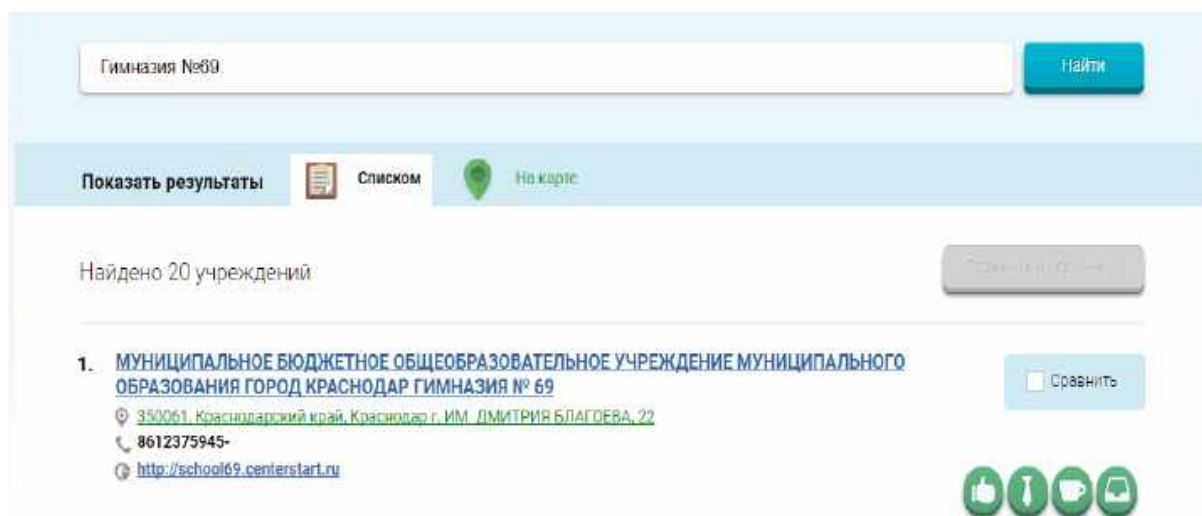 Гимназия №69
Найти
Показать результаты
Списком
На карте
Найдено 20 учреждений
1. МУНИЦИПАЛЬНОЕ БЮДЖЕТНОЕ ОБЩЕОБРАЗОВАТЕЛЬНОЕ УЧРЕЖДЕНИЕ МУНИЦИПАЛЬНОГО
ОБРАЗОВАНИЯ ГОРОД КРАСНОДАР ГИМНАЗИЯ № 69
Сравнить
350061, Краснодарский край, Краснодар г, ИМ. ДМИТРИЯ БЛАГОЕВА, 22
8612375945-
http://school69.centerstart.ru